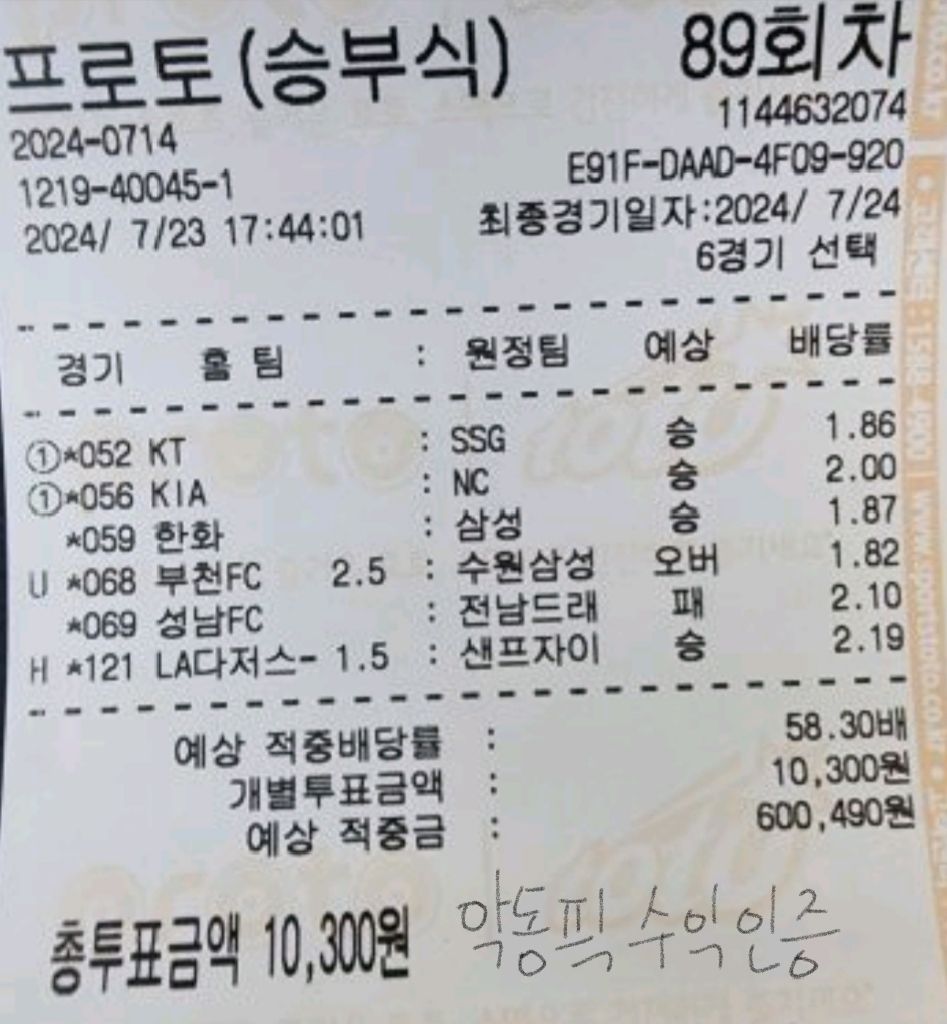 프로토(승부식) 89회차
1144632074
2024-0714
E91F-DAAD-4F09-920
1219-40045-1
최종경기일자:2024/ 7/24
2024/ 7/23 17:44:01
6경기 선택
경기 홈팀 : 원정팀 예상 배당률
①*052 KT : SSG 승 1.86
①*056 KIA : NC 승 2.00
*059 한화 : 삼성 승 1.87
U *068 부천FC 2.5 : 수원삼성 오버 1.82
*069 성남FC : 전남드래 패 2.10
H *121 LA다저스- 1.5 : 샌프자이 승 2.19
예상 적중배당률 : 58.30배
개별투표금액 : 10,300원
예상 적중금 : 600,490원
총투표금액 10,300원 악동픽 수익인증